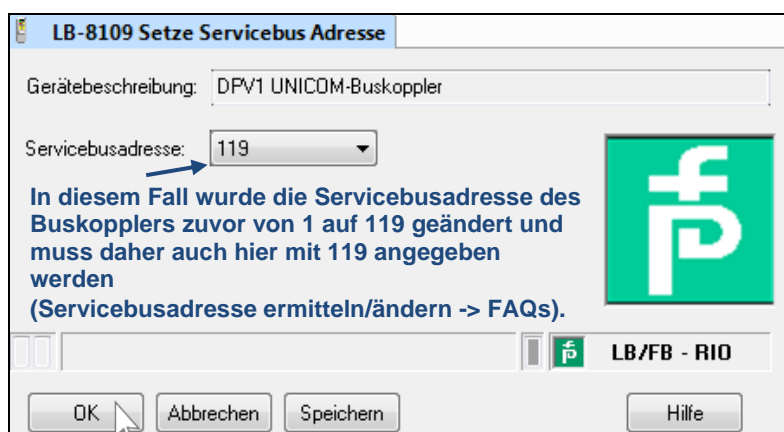 LB-8109 Setze Servicebus Adresse
Gerätebeschreibung: DPV1 UNICOM-Buskoppler
Servicebusadresse: 119
In diesem Fall wurde die Servicebusadresse des
Buskopplers zuvor von 1 auf 119 geändert und
muss daher auch hier mit 119 angegeben
werden
(Servicebusadresse ermitteln/ändern -> FAQs).
LB/FB - RIO
OK Abbrechen Speichern Hilfe